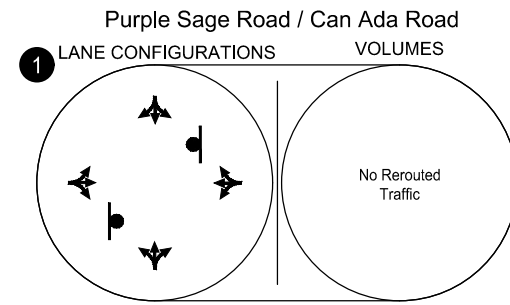 Purple Sage Road / Can Ada Road
1
LANE CONFIGURATIONS
VOLUMES
No Rerouted
Traffic